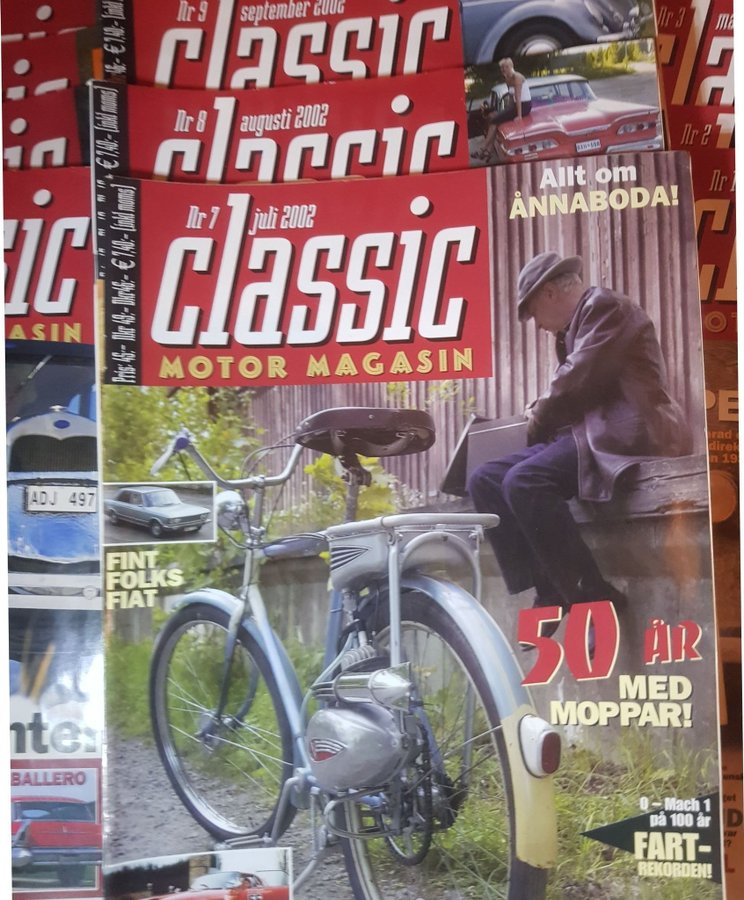 Nr 9 september 2002
classic
Nr 8 augusti 2002
classic
Nr 3
Nr 2
Nr 7 juli 2002
classic
MOTOR MAGASIN
Allt om
ÅNNABODA!
MAGASIN
ADJ 497
FINT
FOLKS
FIAT
50 ÅR
MED
MOPPAR!
BALLERO
0 – Mach 1
på 100 år
FART-
REKORDEN!